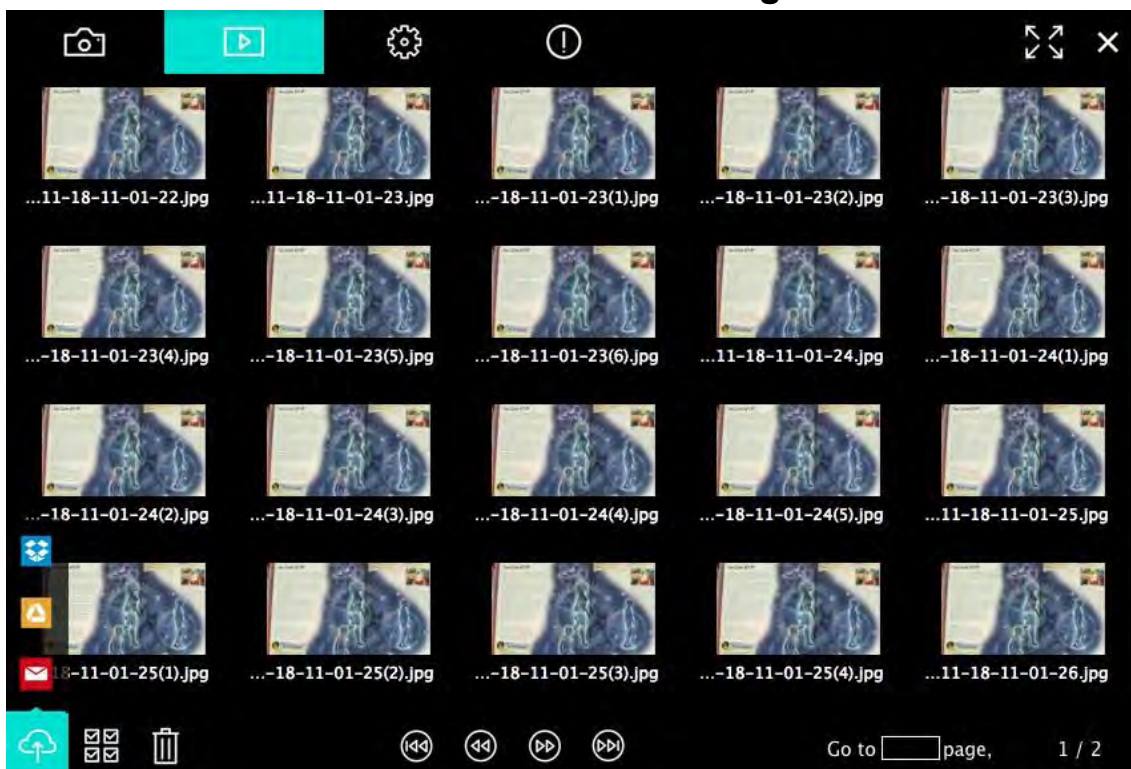 ...11-18-11-01-22.jpg ...11-18-11-01-23.jpg ...-18-11-01-23(1).jpg ...-18-11-01-23(2).jpg ...-18-11-01-23(3).jpg
...-18-11-01-23(4).jpg ...-18-11-01-23(5).jpg ...-18-11-01-23(6).jpg ...11-18-11-01-24.jpg ...-18-11-01-24(1).jpg
...-18-11-01-24(2).jpg ...-18-11-01-24(3).jpg ...-18-11-01-24(4).jpg ...-18-11-01-24(5).jpg ...11-18-11-01-25.jpg
18-11-01-25(1).jpg ...-18-11-01-25(2).jpg ...-18-11-01-25(3).jpg ...-18-11-01-25(4).jpg ...11-18-11-01-26.jpg
Go to page, 1 / 2